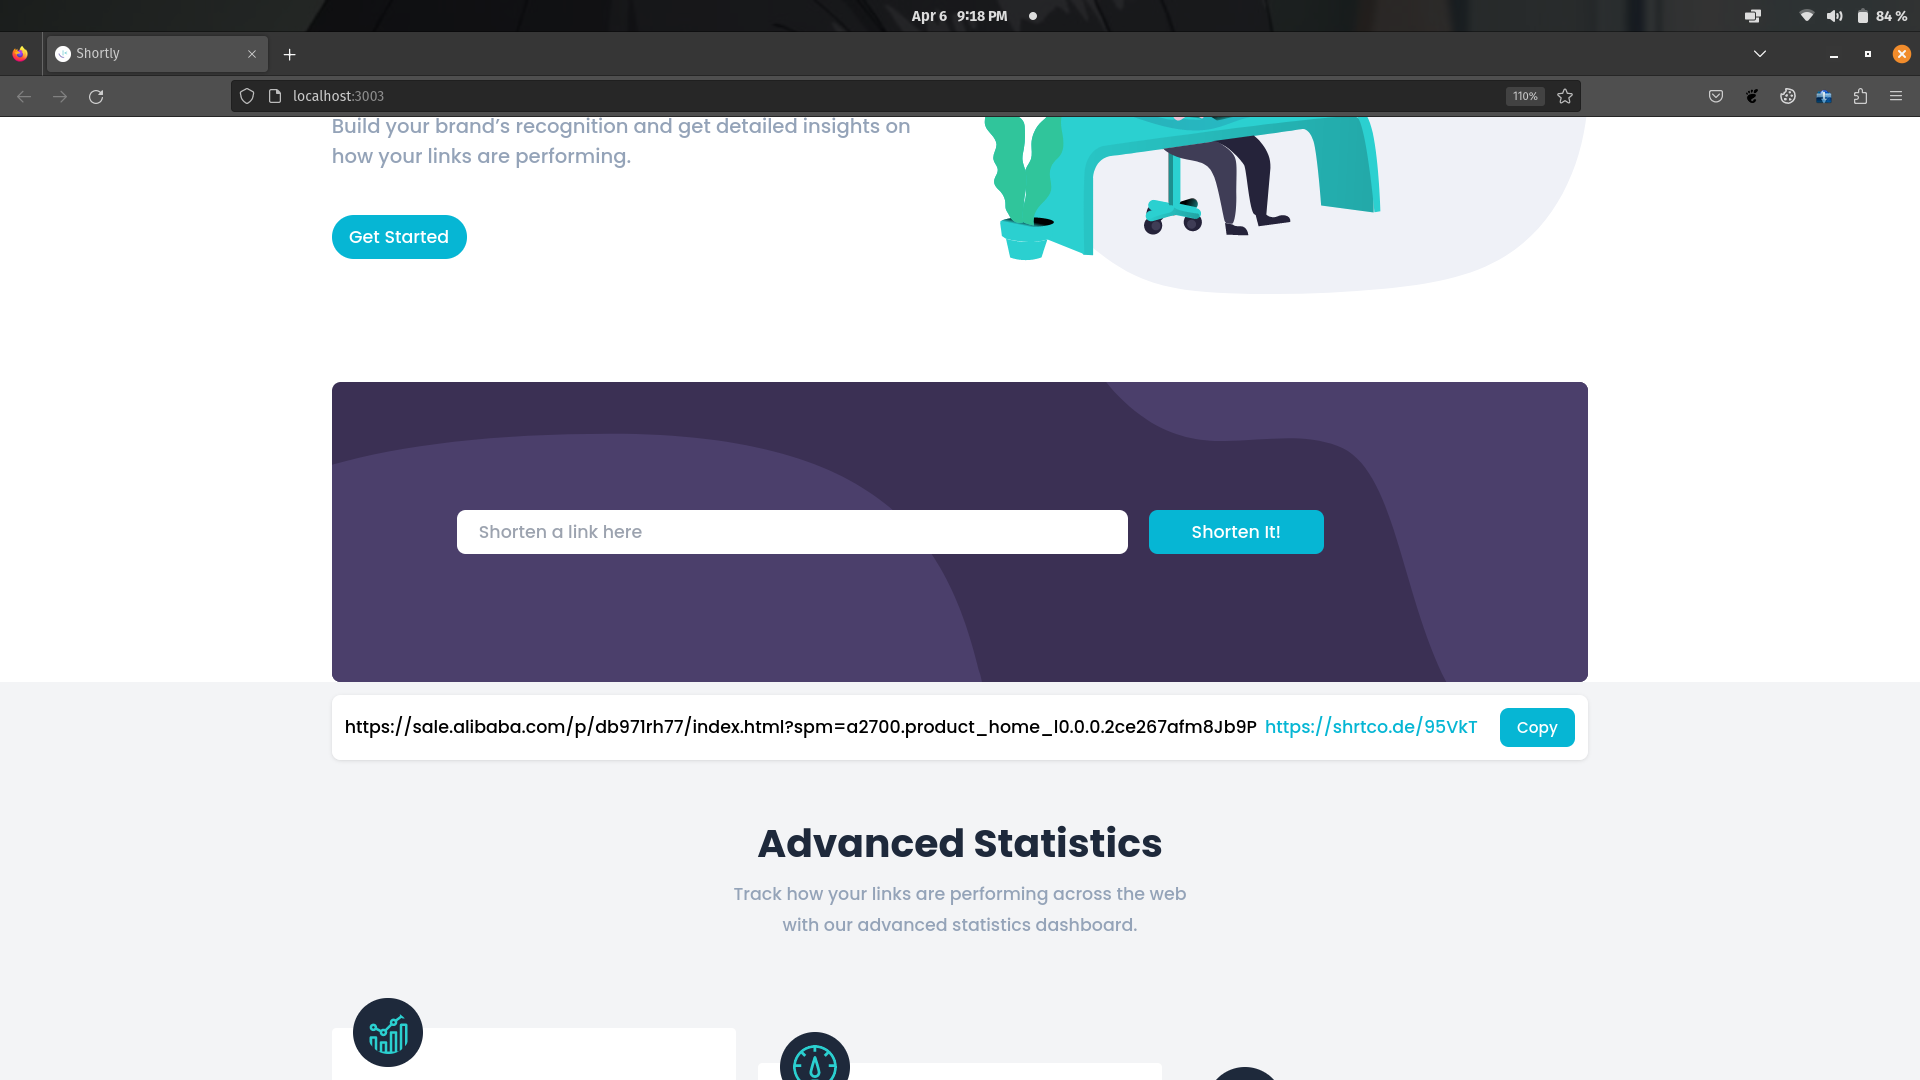 Apr 6 9:18 PM
84 %
Shortly
localhost:3003
110%
Build your brand’s recognition and get detailed insights on
how your links are performing.
Get Started
Shorten a link here
Shorten It!
https://sale.alibaba.com/p/db971rh77/index.html?spm=a2700.product_home_l0.0.0.2ce267afm8Jb9P https://shrtco.de/95VkT Copy
Advanced Statistics
Track how your links are performing across the web
with our advanced statistics dashboard.